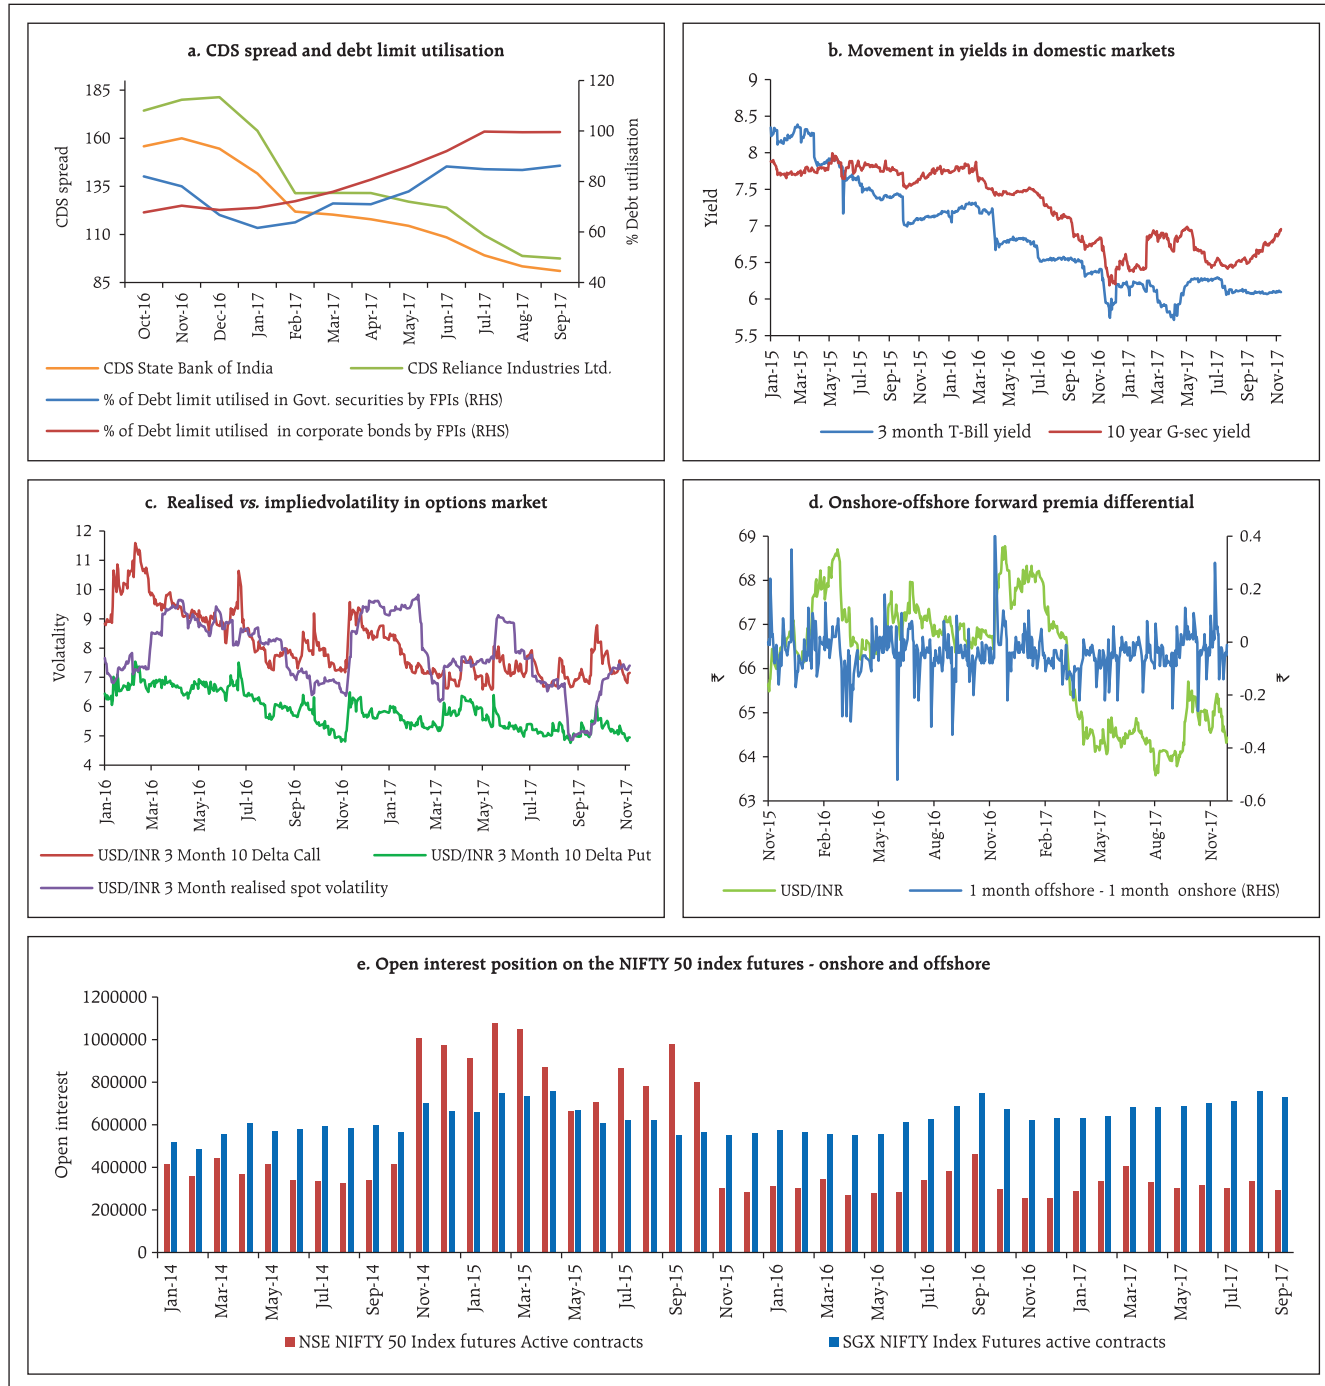 a. CDS spread and debt limit utilisation
CDS spread
185
160
135
110
85
120
100
80
60
40
% Debt utilisation
Oct-16
Nov-16
Dec-16
Jan-17
Feb-17
Mar-17
Apr-17
May-17
Jun-17
Jul-17
Aug-17
Sep-17
CDS State Bank of India
CDS Reliance Industries Ltd.
% of Debt limit utilised in Govt. securities by FPIs (RHS)
% of Debt limit utilised in corporate bonds by FPIs (RHS)
b. Movement in yields in domestic markets
Yield
9
8.5
8
7.5
7
6.5
6
5.5
Jan-15
Mar-15
May-15
Jul-15
Sep-15
Nov-15
Jan-16
Mar-16
May-16
Jul-16
Sep-16
Nov-16
Jan-17
Mar-17
May-17
Jul-17
Sep-17
Nov-17
3 month T-Bill yield
10 year G-sec yield
c. Realised vs. impliedvolatility in options market
Volatality
12
11
10
9
8
7
6
5
4
Jan-16
Mar-16
May-16
Jul-16
Sep-16
Nov-16
Jan-17
Mar-17
May-17
Jul-17
Sep-17
Nov-17
USD/INR 3 Month 10 Delta Call
USD/INR 3 Month 10 Delta Put
USD/INR 3 Month realised spot volatility
d. Onshore-offshore forward premia differential
₹
69
68
67
66
65
64
63
0.4
0.2
0
-0.2
-0.4
-0.6
₹
Nov-15
Feb-16
May-16
Aug-16
Nov-16
Feb-17
May-17
Aug-17
Nov-17
USD/INR
1 month offshore - 1 month onshore (RHS)
e. Open interest position on the NIFTY 50 index futures - onshore and offshore
Open interest
1200000
1000000
800000
600000
400000
200000
0
Jan-14
Mar-14
May-14
Jul-14
Sep-14
Nov-14
Jan-15
Mar-15
May-15
Jul-15
Sep-15
Nov-15
Jan-16
Mar-16
May-16
Jul-16
Sep-16
Nov-16
Jan-17
Mar-17
May-17
Jul-17
Sep-17
NSE NIFTY 50 Index futures Active contracts
SGX NIFTY Index Futures active contracts